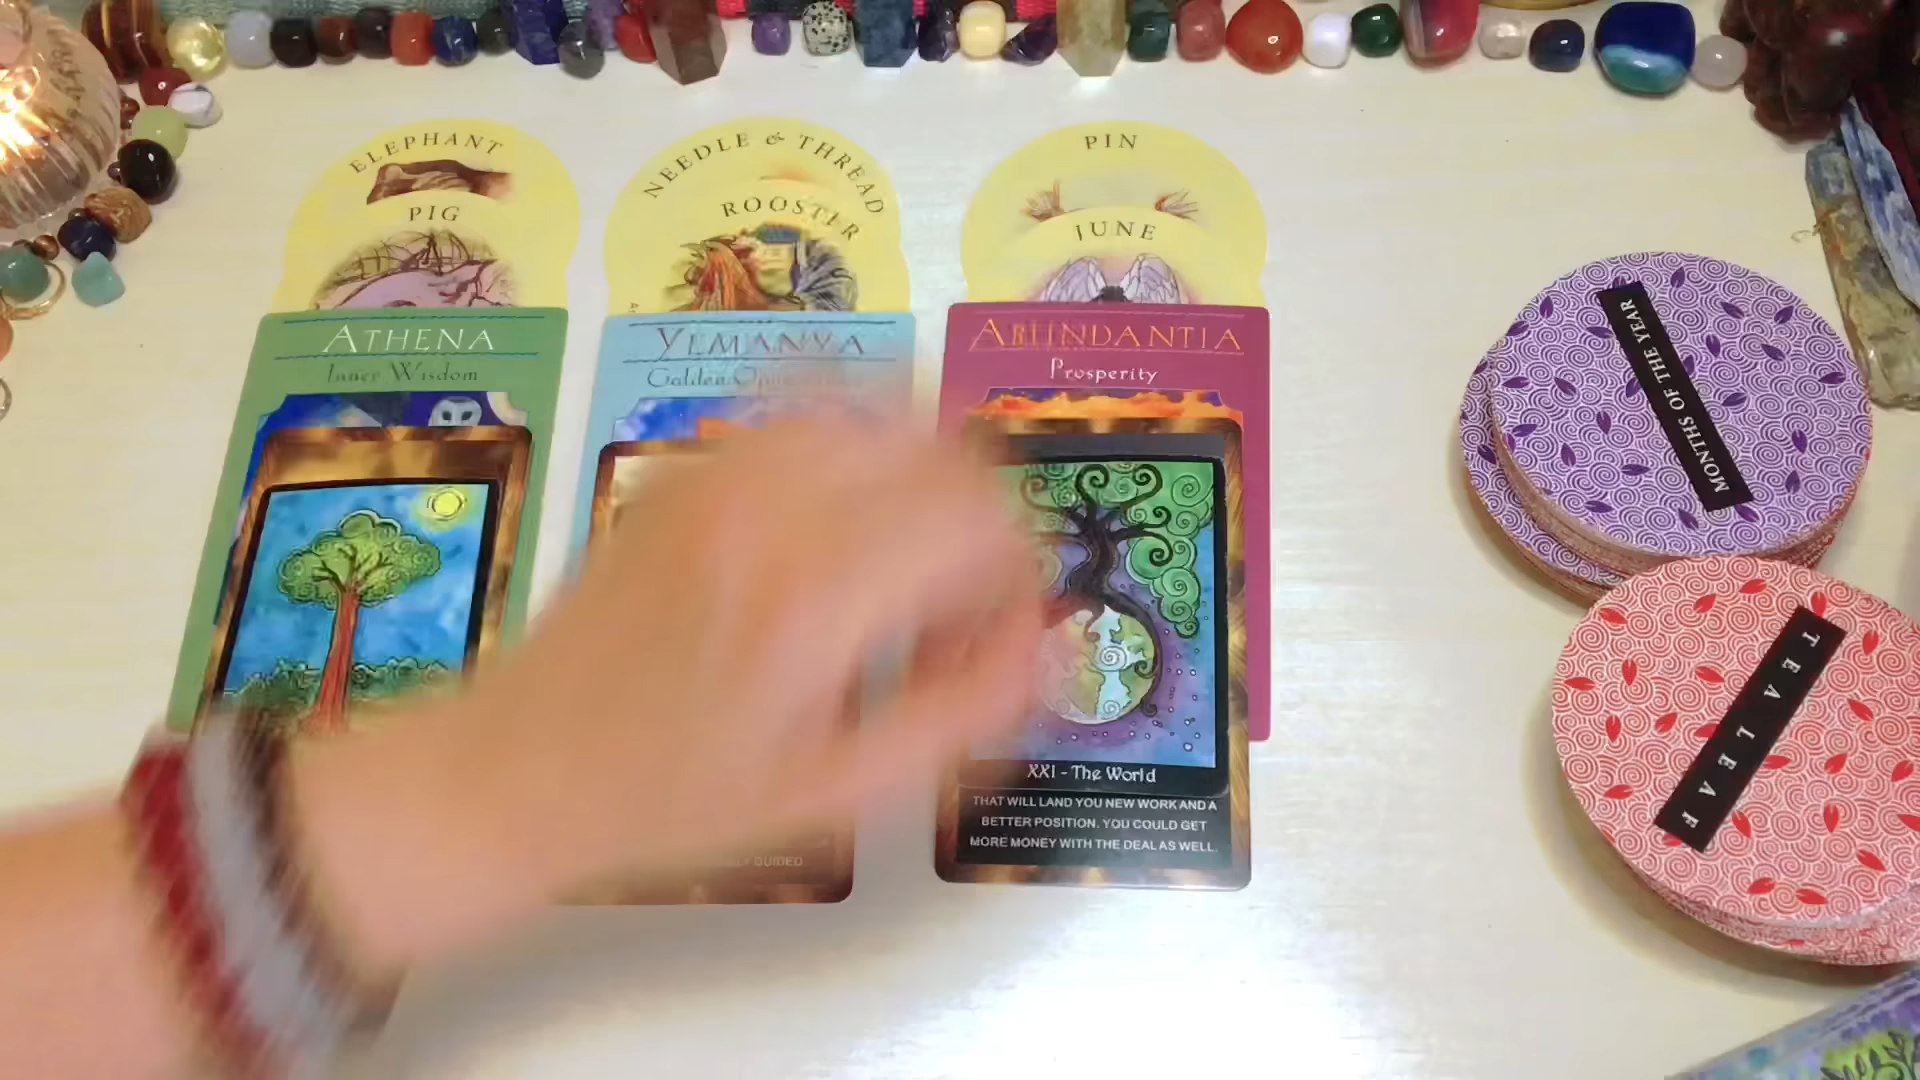 ELEPHANT
PIG
NEEDLE & THREAD
ROOSTER
PIN
JUNE
ATHENA
Inner Wisdom
YEMANYA
Golden
ABUNDANTIA
Prosperity
XXI - The World
THAT WILL LAND YOU NEW WORK AND A
BETTER POSITION. YOU COULD GET
MORE MONEY WITH THE DEAL AS WELL.
GUIDED
MONTHS OF THE YEAR
TEA LEAF